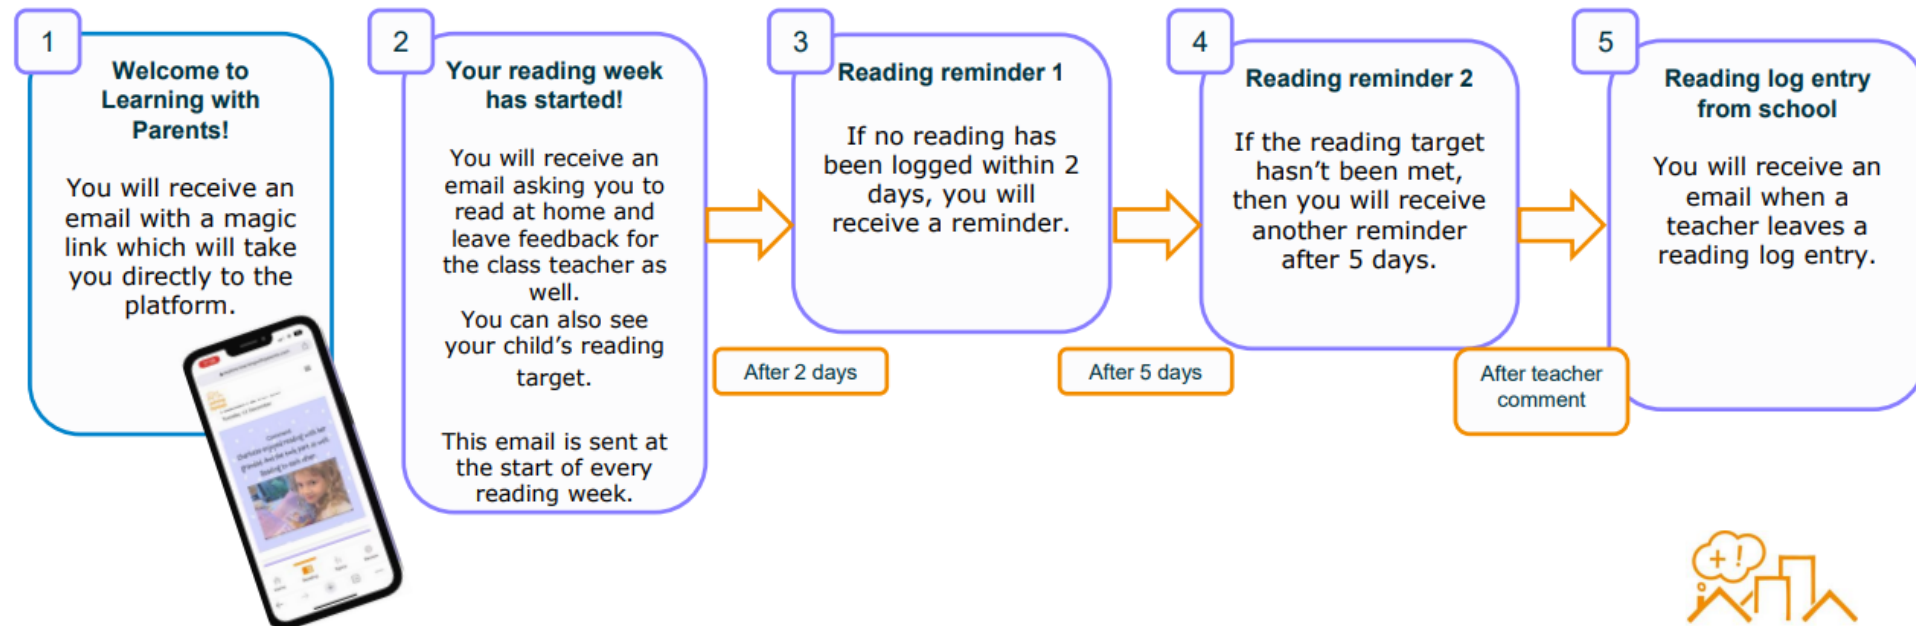 1
Welcome to
Learning with
Parents!
You will receive an
email with a magic
link which will take
you directly to the
platform.
2
Your reading week
has started!
You will receive an
email asking you to
read at home and
leave feedback for
the class teacher as
well.
You can also see
your child's reading
target.
This email is sent at
the start of every
reading week.
3
Reading reminder 1
If no reading has
been logged within 2
days, you will
receive a reminder.
After 2 days
4
Reading reminder 2
If the reading target
hasn't been met,
then you will receive
another reminder
after 5 days.
After 5 days
5
Reading log entry
from school
You will receive an
email when a
teacher leaves a
reading log entry.
After teacher
comment
Comment
Reading to each other
Reading
+!